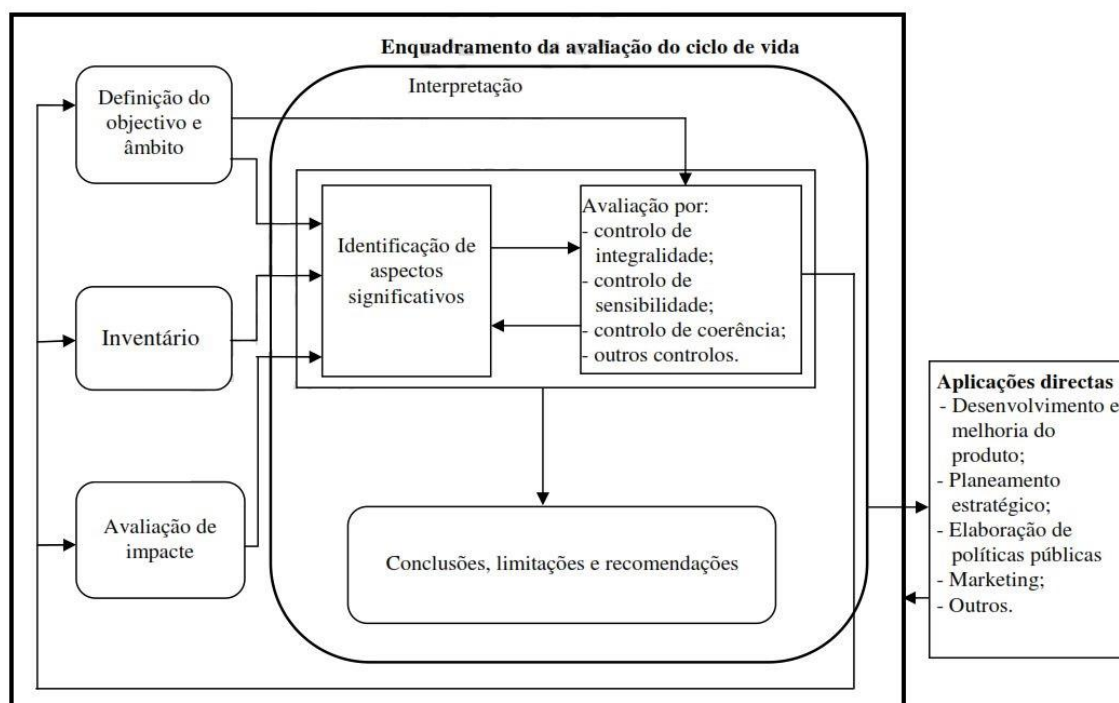 Enquadramento da avaliação do ciclo de vida
Interpretação
Definição do
objectivo e
âmbito
Inventário
Avaliação de
impacte
Identificação de
aspectos
significativos
Avaliação por:
- controlo de
integralidade;
- controlo de
sensibilidade;
- controlo de coerência;
- outros controlos.
Conclusões, limitações e recomendações
Aplicações directas
- Desenvolvimento e
melhoria do
produto;
- Planeamento
estratégico;
- Elaboração de
políticas públicas
- Marketing;
- Outros.